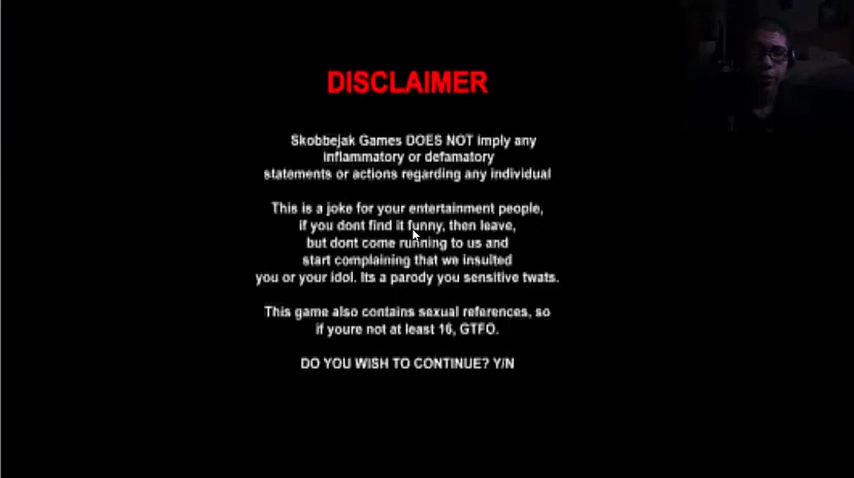 DISCLAIMER
Skobbejak Games DOES NOT imply any
inflammatory or defamatory
statements or actions regarding any individual
This is a joke for your entertainment people,
if you dont find it funny, then leave,
but dont come running to us and
start complaining that we insulted
you or your idol. Its a parody you sensitive twats.
This game also contains sexual references, so
if youre not at least 16, GTFO.
DO YOU WISH TO CONTINUE? Y/N